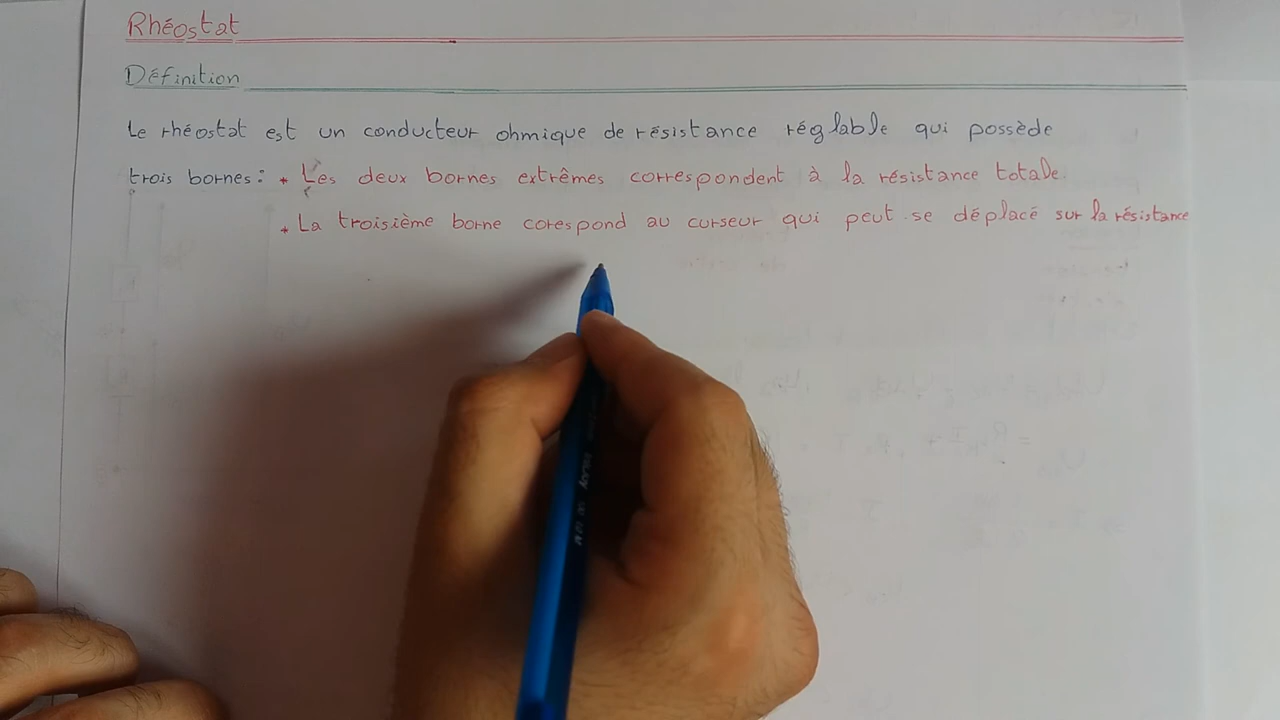 Rhéostat
Définition
Le rhéostat est un conducteur ohmique de résistance réglable qui possède
trois bornes: * Les deux bornes extrêmes correspondent à la résistance totale.
* La troisième borne corespond au curseur qui peut se déplacé sur la résistance